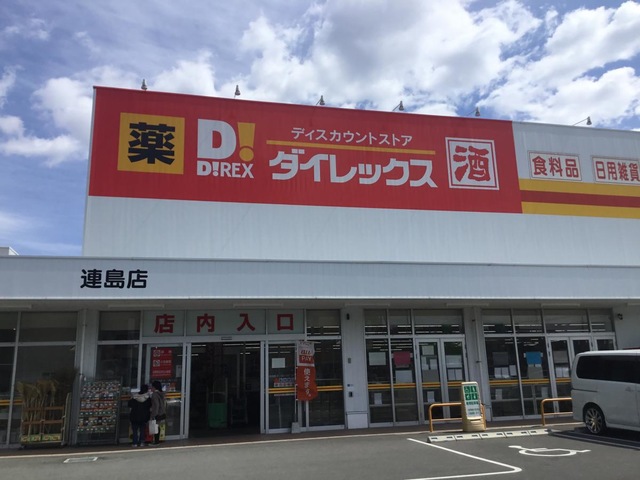 薬
D!
D!REX
ディスカウントストア
ダイレックス
酒
食料品
日用雑貨
連島店
店内入口